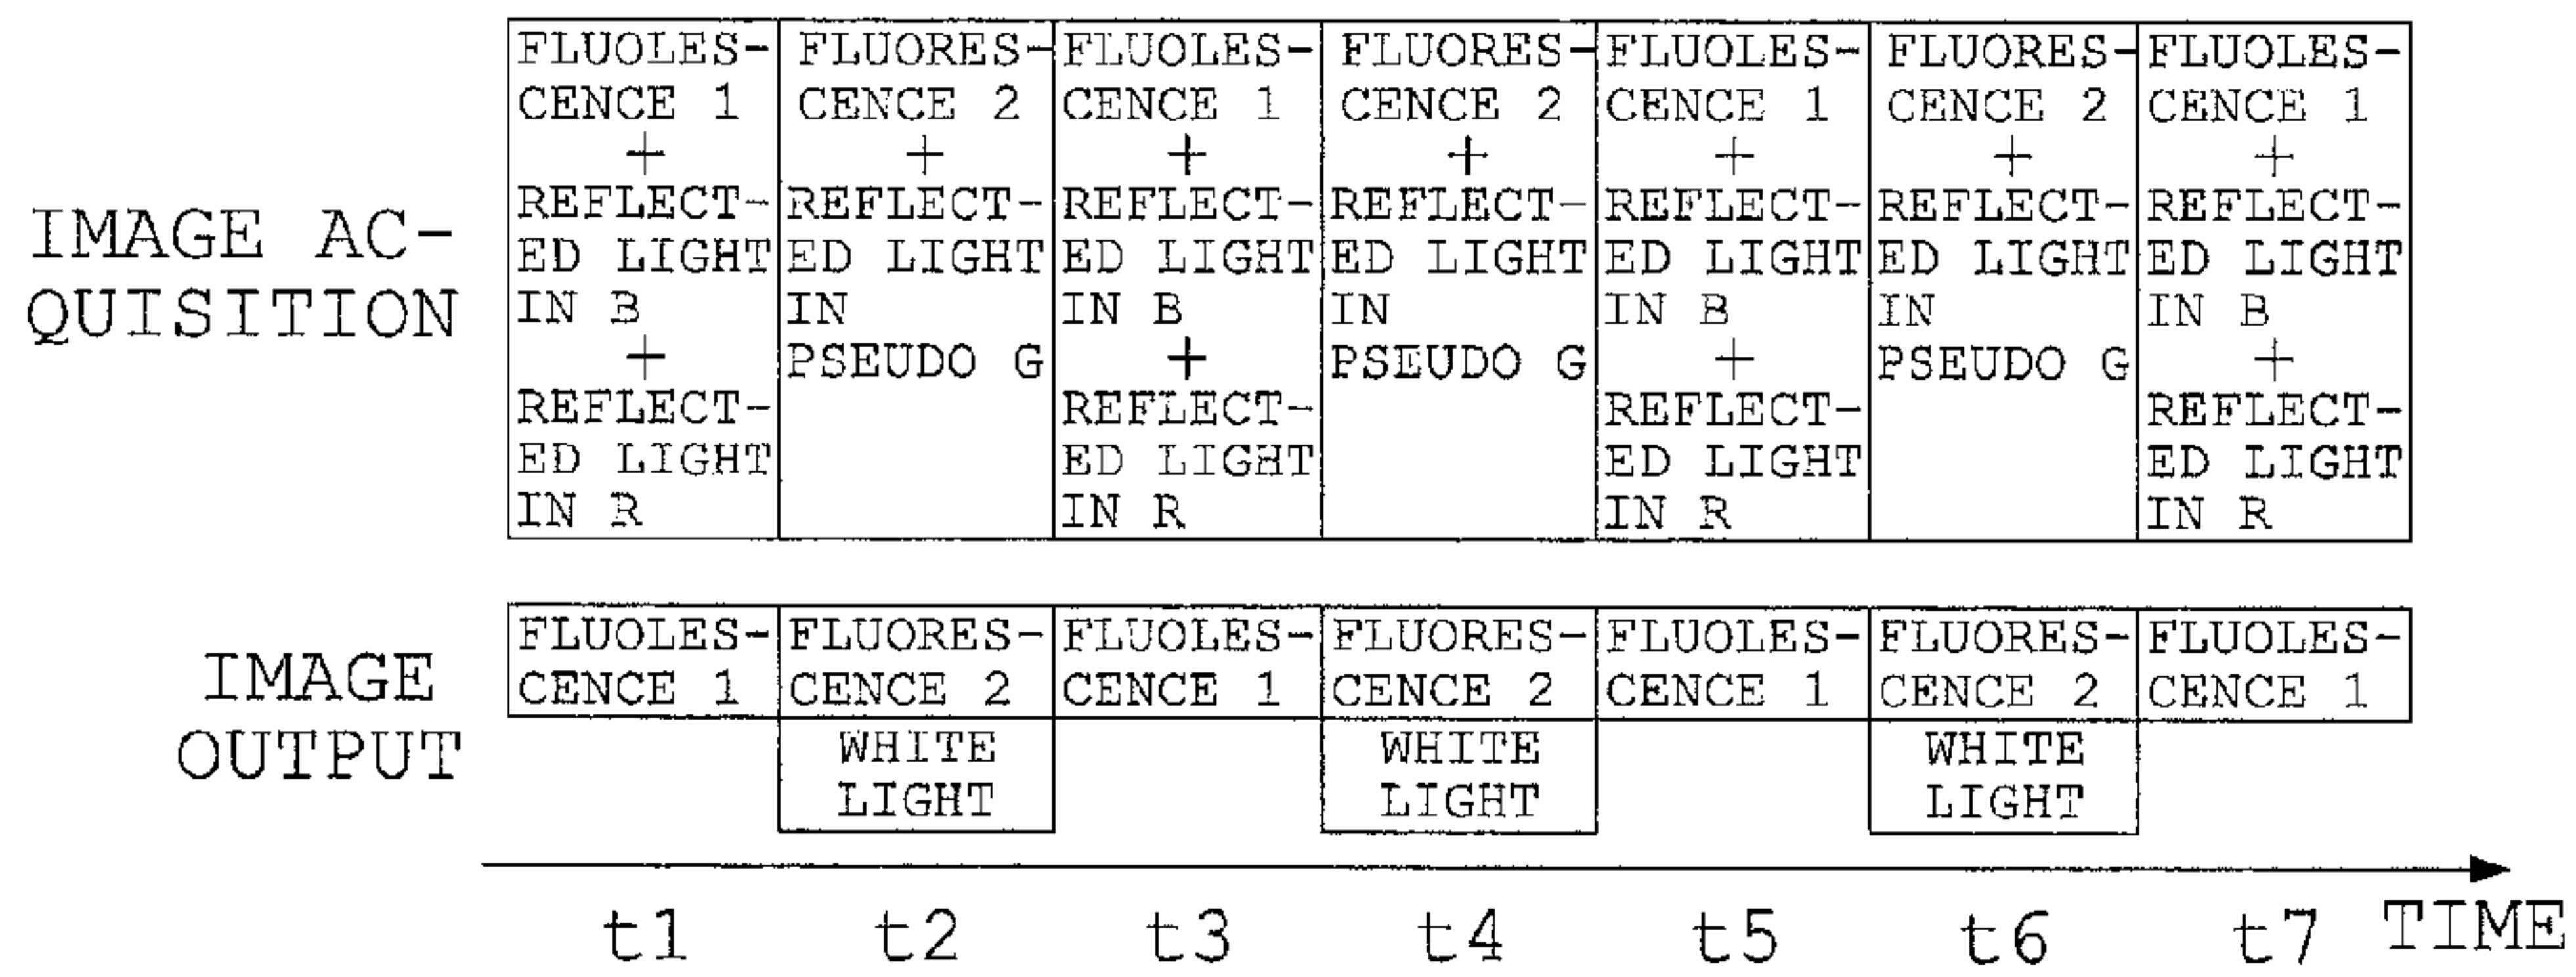 IMAGE AC-
QUISITION
FLUOLES-
CENCE 1
+
REFLECT-
ED LIGHT
IN B
+
REFLECT-
ED LIGHT
IN R
FLUORES-
CENCE 2
+
REFLECT-
ED LIGHT
IN
PSEUDO G
FLUOLES-
CENCE 1
+
REFLECT-
ED LIGHT
IN B
+
REFLECT-
ED LIGHT
IN R
FLUORES-
CENCE 2
+
REFLECT-
ED LIGHT
IN
PSEUDO G
FLUOLES-
CENCE 1
+
REFLECT-
ED LIGHT
IN B
+
REFLECT-
ED LIGHT
IN R
FLUORES-
CENCE 2
+
REFLECT-
ED LIGHT
IN
PSEUDO G
FLUOLES-
CENCE 1
+
REFLECT-
ED LIGHT
IN B
+
REFLECT-
ED LIGHT
IN R
IMAGE
OUTPUT
FLUOLES-
CENCE 1
FLUORES-
CENCE 2
WHITE
LIGHT
FLUOLES-
CENCE 1
FLUORES-
CENCE 2
WHITE
LIGHT
FLUOLES-
CENCE 1
FLUORES-
CENCE 2
WHITE
LIGHT
FLUOLES-
CENCE 1
t1 t2 t3 t4 t5 t6 t7 TIME